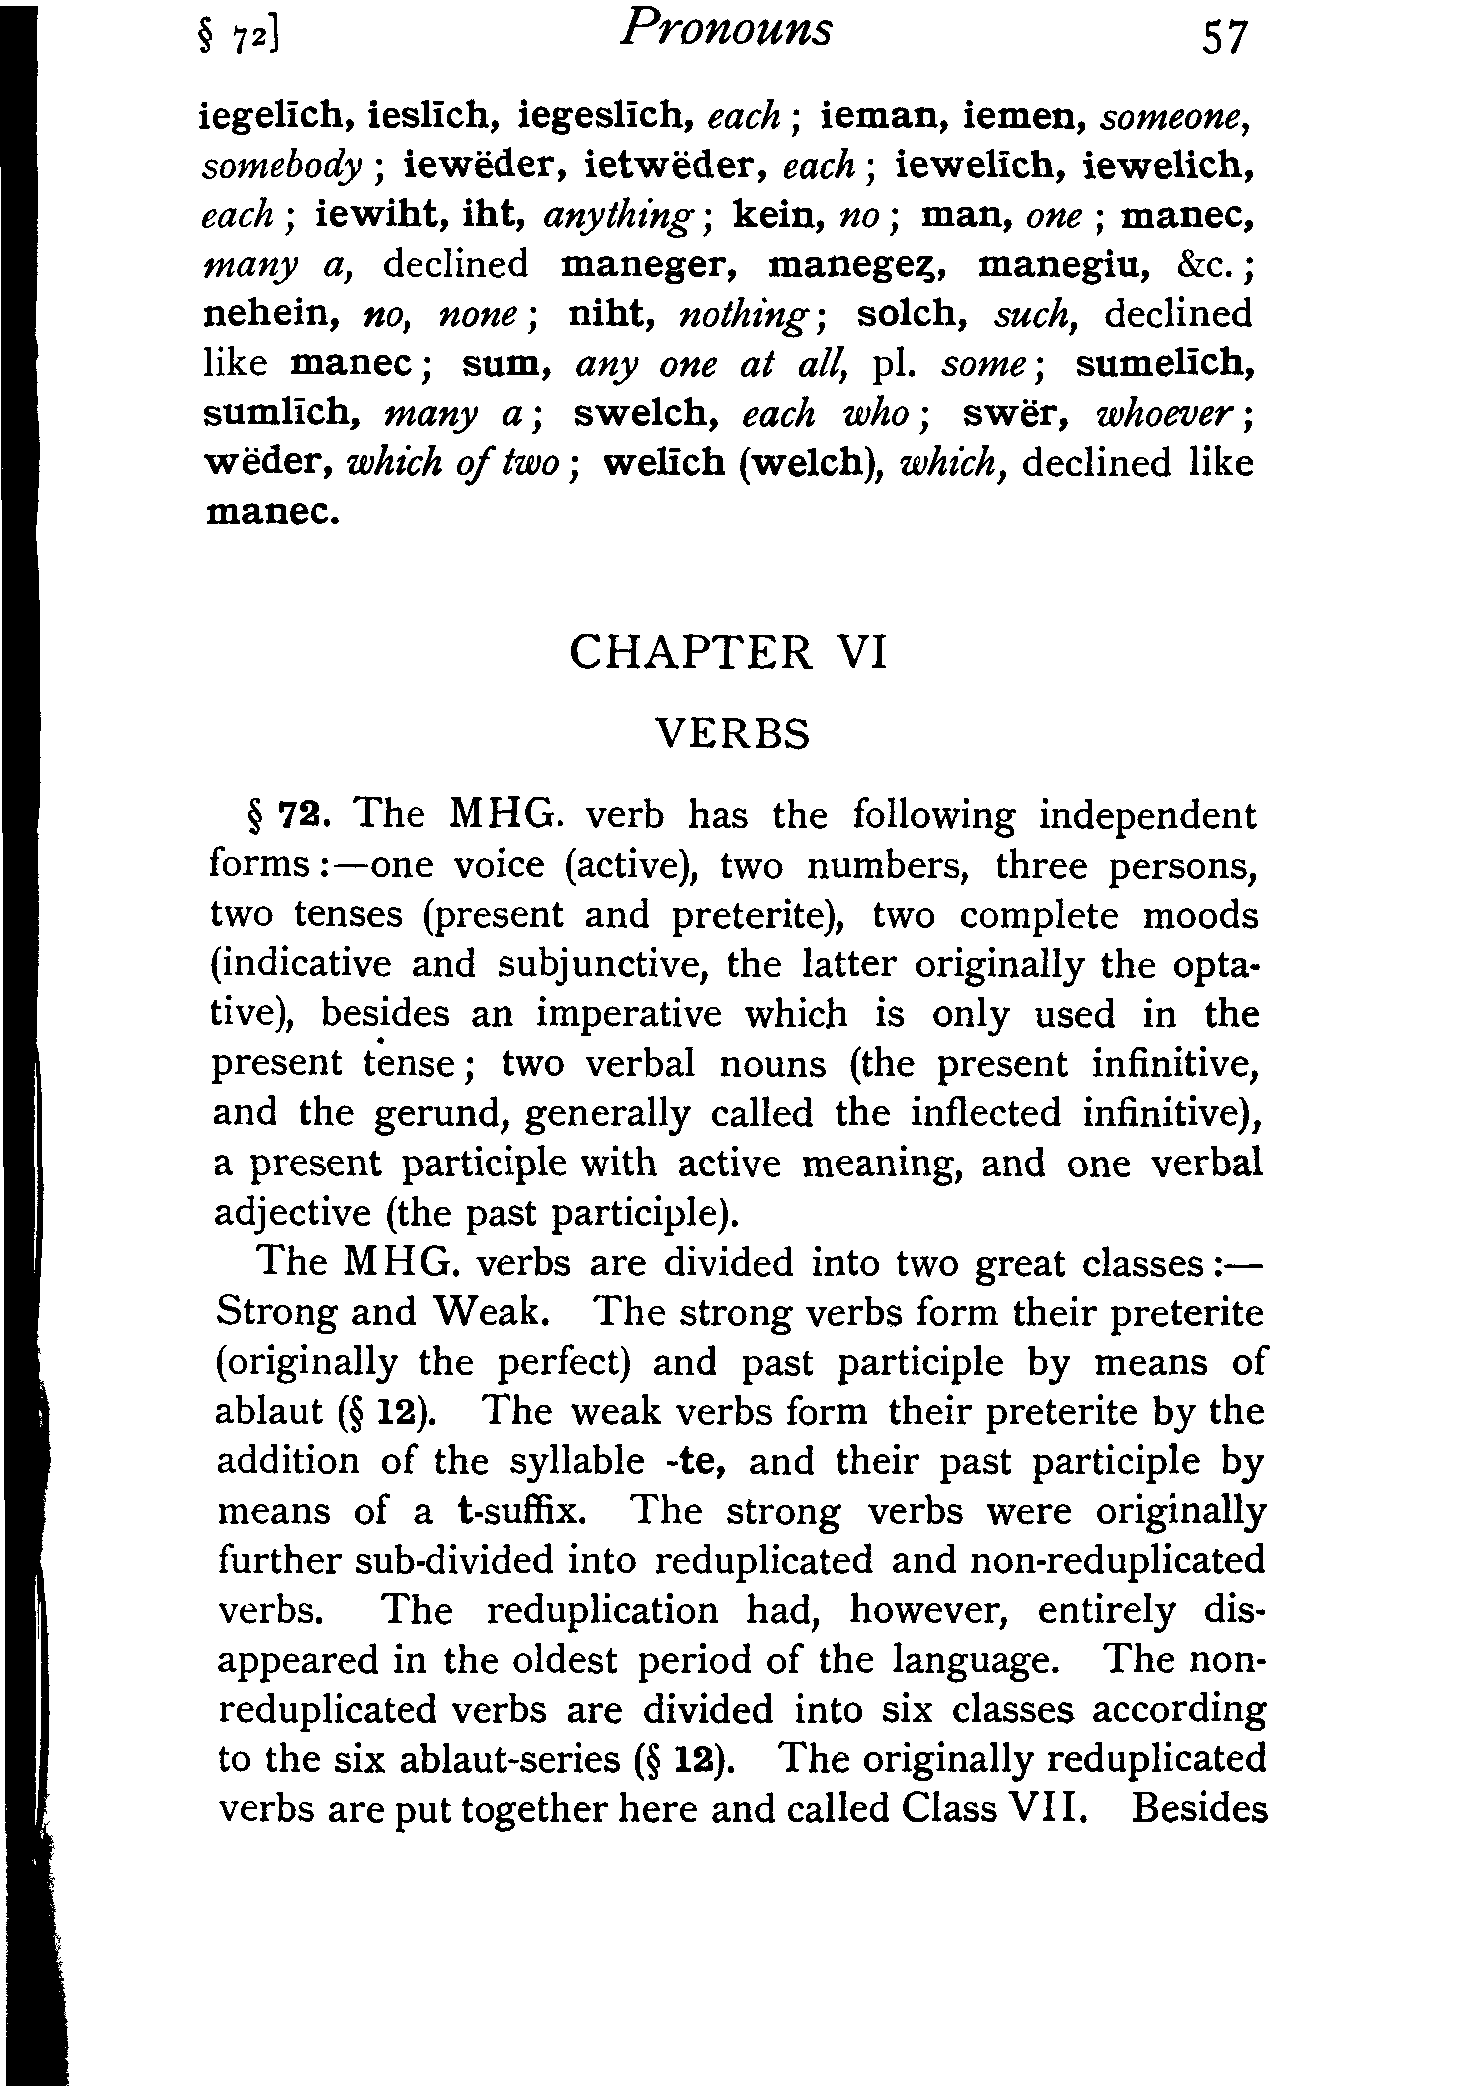 § 72] Pronouns 57
iegelīch, ieslīch, iegeslīch, each ; ieman, iemen, someone,
somebody ; iewëder, ietwëder, each ; iewelīch, iewelich,
each ; iewiht, iht, anything ; kein, no ; man, one ; manec,
many a, declined maneger, manegeʒ, manegiu, &c. ;
nehein, no, none ; niht, nothing ; solch, such, declined
like manec ; sum, any one at all, pl. some ; sumelīch,
sumlīch, many a ; swelch, each who ; swër, whoever ;
wëder, which of two ; welīch (welch), which, declined like
manec.
CHAPTER VI
VERBS
§ 72. The MHG. verb has the following independent
forms :—one voice (active), two numbers, three persons,
two tenses (present and preterite), two complete moods
(indicative and subjunctive, the latter originally the opta-
tive), besides an imperative which is only used in the
present tense ; two verbal nouns (the present infinitive,
and the gerund, generally called the inflected infinitive),
a present participle with active meaning, and one verbal
adjective (the past participle).
The MHG. verbs are divided into two great classes :—
Strong and Weak. The strong verbs form their preterite
(originally the perfect) and past participle by means of
ablaut (§ 12). The weak verbs form their preterite by the
addition of the syllable -te, and their past participle by
means of a t-suffix. The strong verbs were originally
further sub-divided into reduplicated and non-reduplicated
verbs. The reduplication had, however, entirely dis-
appeared in the oldest period of the language. The non-
reduplicated verbs are divided into six classes according
to the six ablaut-series (§ 12). The originally reduplicated
verbs are put together here and called Class VII. Besides